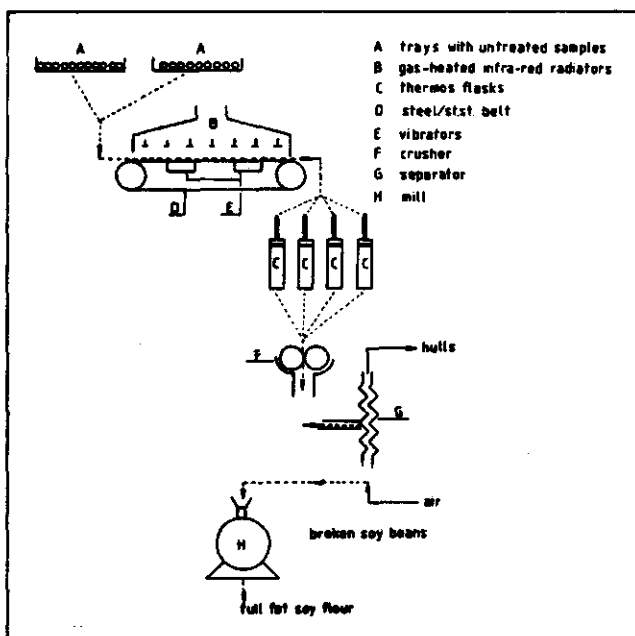 A A
A trays with untreated samples
B gas-heated infra-red radiators
C thermos flasks
D steel/st.st. belt
E vibrators
F crusher
G separator
H mill
B
D E
C C C C
F
hulls
G
air
broken soy beans
H
full fat soy flour